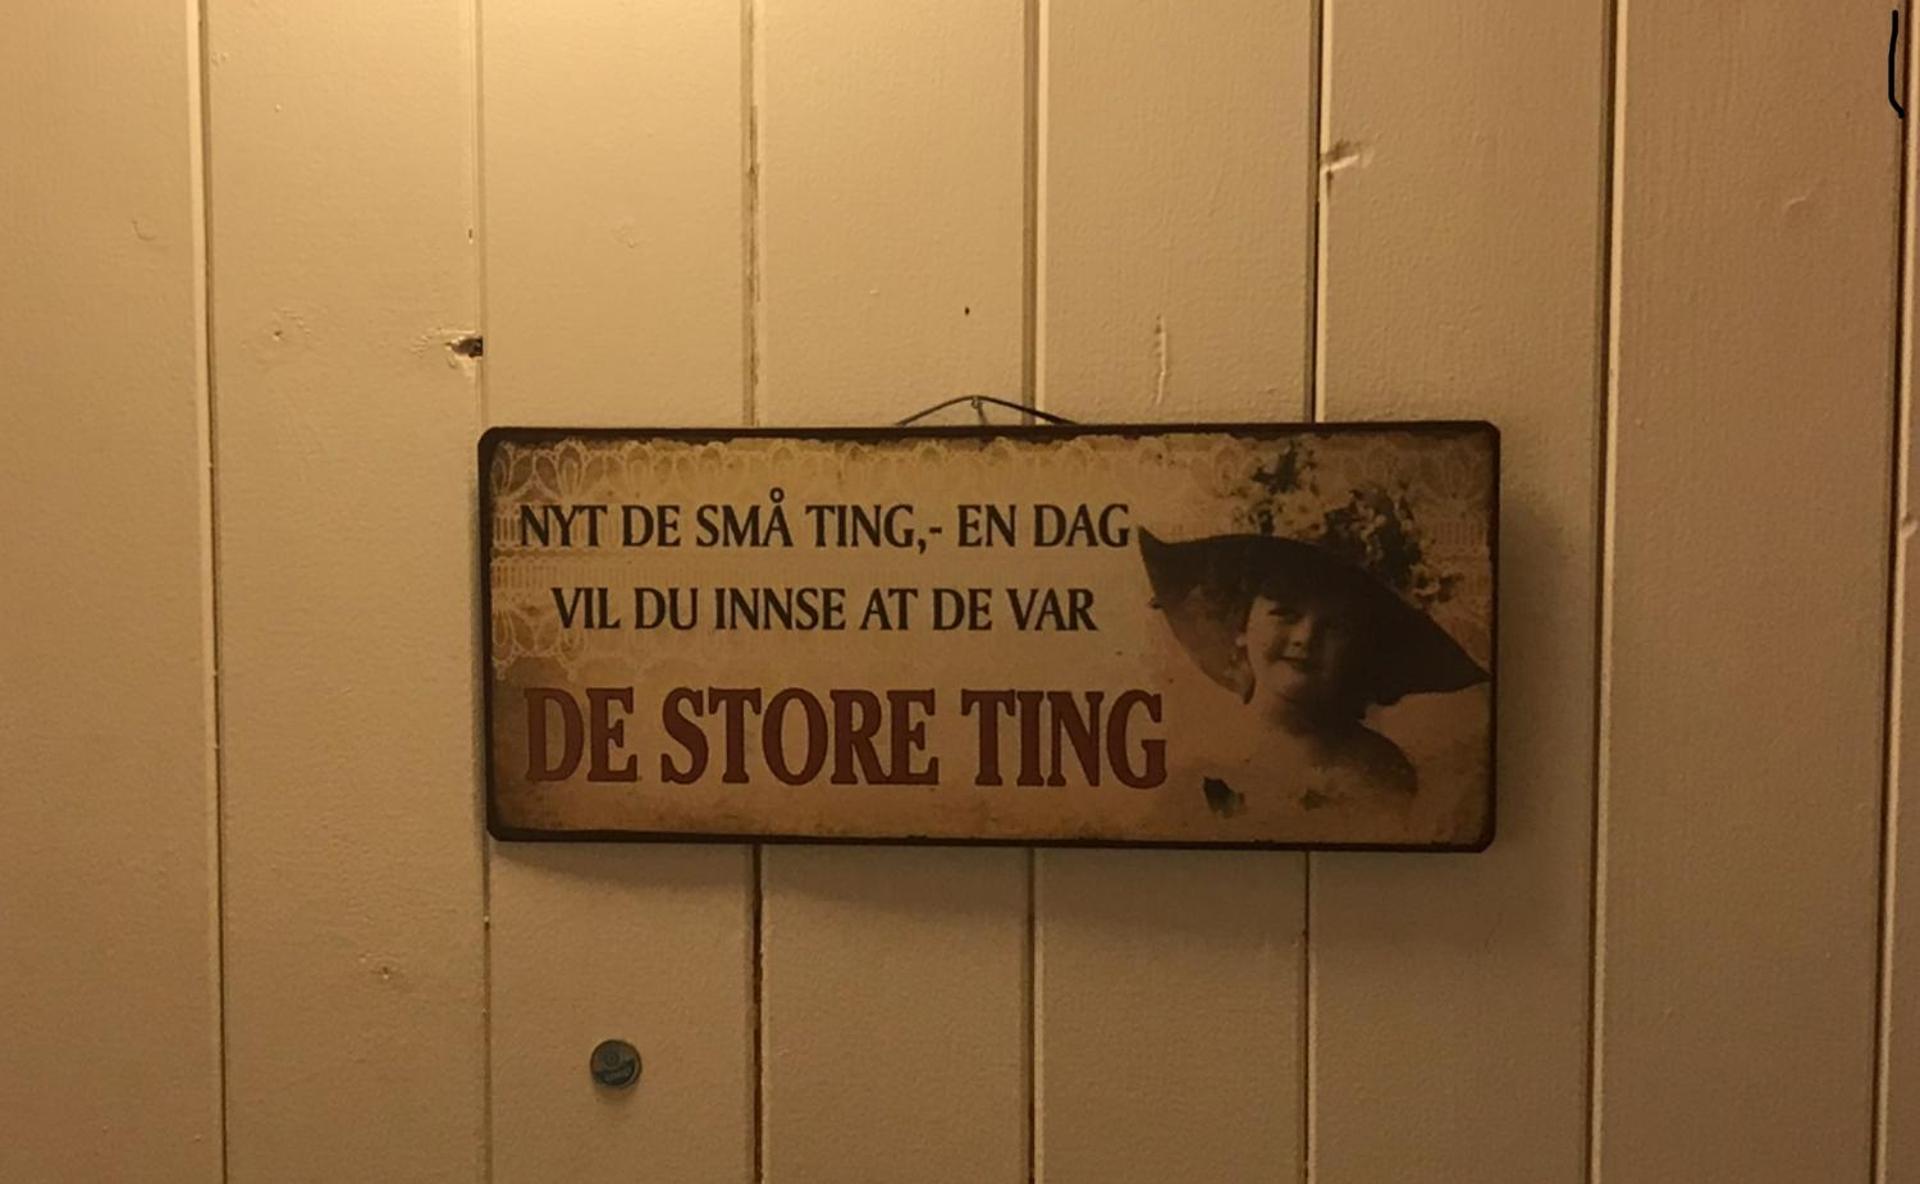 NYT DE SMÅ TING,- EN DAG
VIL DU INNSE AT DE VAR
DE STORE TING